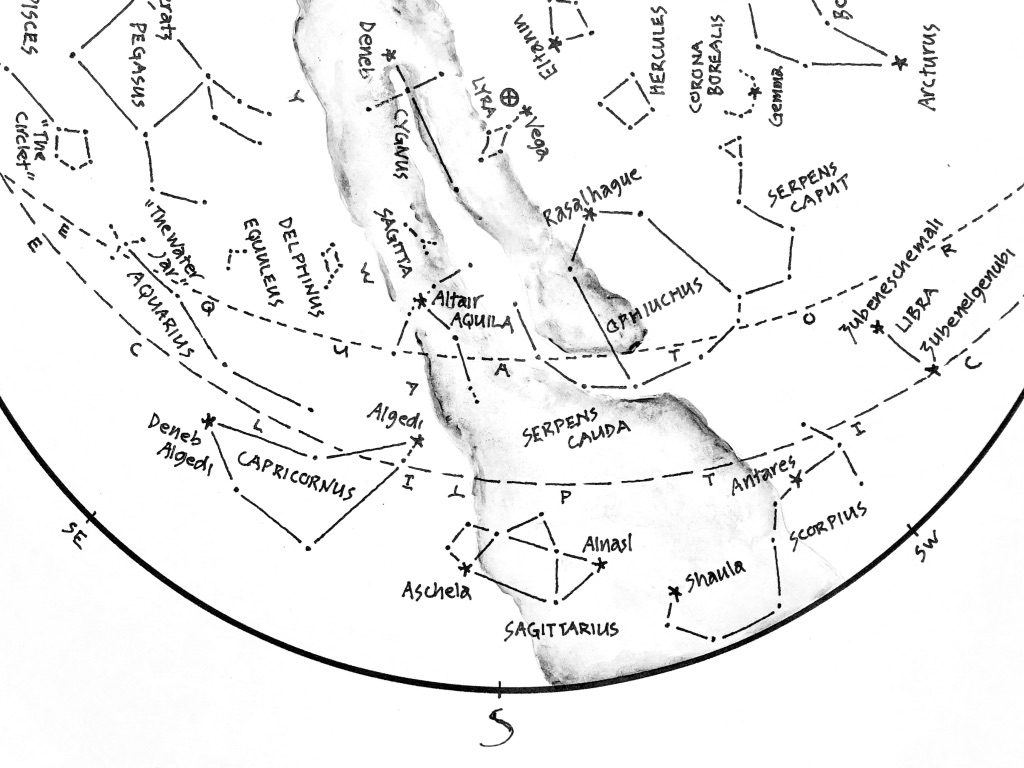 PISCES
"The
Circlet"
PEGASUS
Y
Deneb
CYGNUS
LYRA
Vega
Eltanin
HERCULES
CORONA
BOREALIS
Gemma
BO
Arcturus
SERPENS
CAPUT
Rasalhague
OPHIUCHUS
SAGITTA
DELPHINUS
EQUULEUS
"The Water
Jar"
AQUARIUS
W
Altair
AQUILA
A
E Q U A T O R
E C L I P T I C
Zubeneschemali
LIBRA
Zubenelgenubi
SERPENS
CAUDA
Algedi
Deneb
Algedi
CAPRICORNUS
Antares
SCORPIUS
Shaula
Alnasl
Aschela
SAGITTARIUS
SE
S
SW